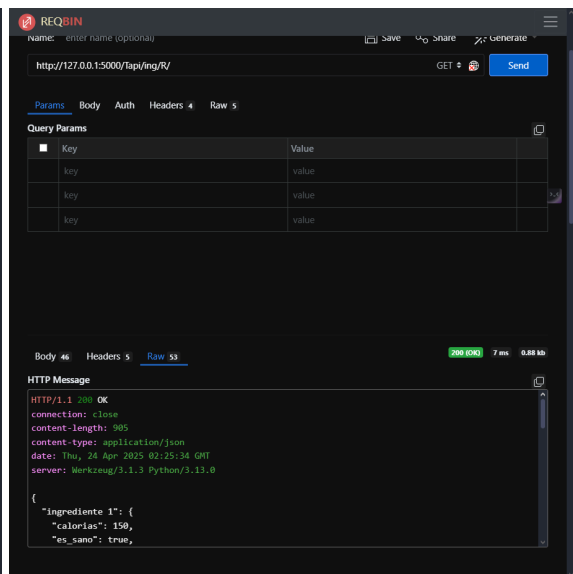 REQBIN
Name: enter name (optional) Save Share Generate
http://127.0.0.1:5000/Tapi/ing/R/ GET Send
Params Body Auth Headers 4 Raw 5
Query Params
Key Value
key value
key value
key value
Body 46 Headers 5 Raw 53 200 (OK) 7 ms 0.88 kb
HTTP Message
HTTP/1.1 200 OK
connection: close
content-length: 905
content-type: application/json
date: Thu, 24 Apr 2025 02:25:34 GMT
server: Werkzeug/3.1.3 Python/3.13.0
{
"ingrediente 1": {
"calorias": 150,
"es_sano": true,